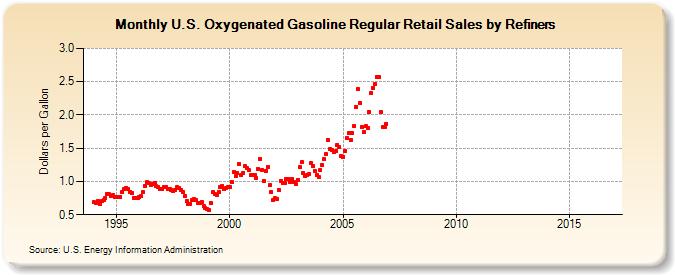 Monthly U.S. Oxygenated Gasoline Regular Retail Sales by Refiners
Dollars per Gallon
3.0
2.5
2.0
1.5
1.0
0.5
1995 2000 2005 2010 2015
Source: U.S. Energy Information Administration